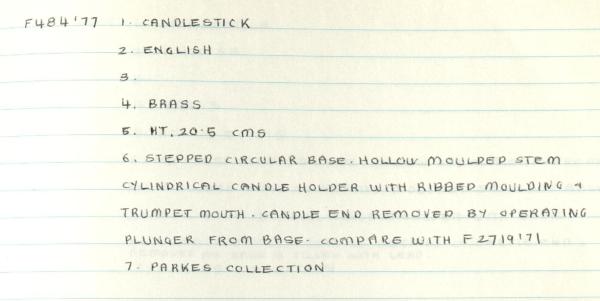 F484'77 1. CANDLESTICK
2. ENGLISH
3.
4. BRASS
5. HT. 20.5 cms
6. STEPPED CIRCULAR BASE. HOLLOW MOULDED STEM
CYLINDRICAL CANDLE HOLDER WITH RIBBED MOULDING &
TRUMPET MOUTH. CANDLE END REMOVED BY OPERATING
PLUNGER FROM BASE. COMPARE WITH F2719'71
7. PARKES COLLECTION